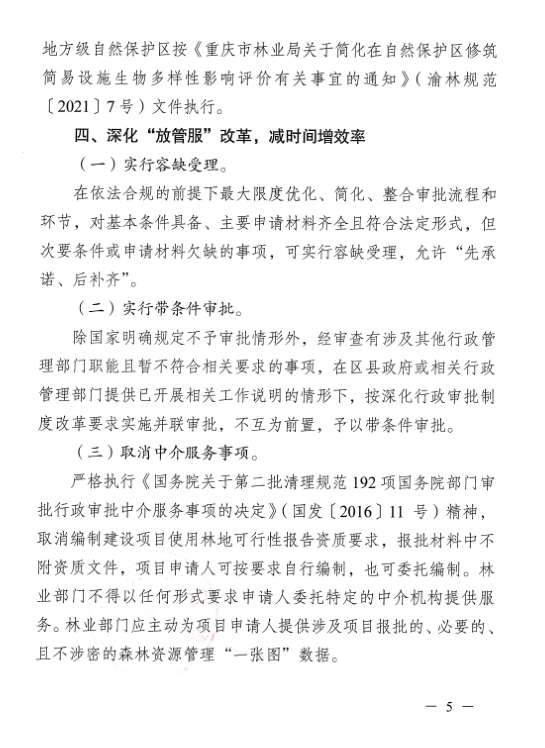 地方级自然保护区按《重庆市林业局关于简化在自然保护区修筑
简易设施生物多样性影响评价有关事宜的通知》（渝林规范
〔2021〕7号）文件执行。
四、深化“放管服”改革，减时间增效率
（一）实行容缺受理。
在依法合规的前提下最大限度优化、简化、整合审批流程和
环节，对基本条件具备、主要申请材料齐全且符合法定形式，但
次要条件或申请材料欠缺的事项，可实行容缺受理，允许“先承
诺、后补齐”。
（二）实行带条件审批。
除国家明确规定不予审批情形外，经审查有涉及其他行政管
理部门职能且暂不符合相关要求的事项，在区县政府或相关行政
管理部门提供已开展相关工作说明的情形下，按深化行政审批制
度改革要求实施并联审批，不互为前置，予以带条件审批。
（三）取消中介服务事项。
严格执行《国务院关于第二批清理规范192项国务院部门审
批行政审批中介服务事项的决定》（国发〔2016〕11 号）精神，
取消编制建设项目使用林地可行性报告资质要求，报批材料中不
附资质文件，项目申请人可按要求自行编制，也可委托编制。林
业部门不得以任何形式要求申请人委托特定的中介机构提供服
务。林业部门应主动为项目申请人提供涉及项目报批的、必要的、
且不涉密的森林资源管理“一张图”数据。
— 5 —